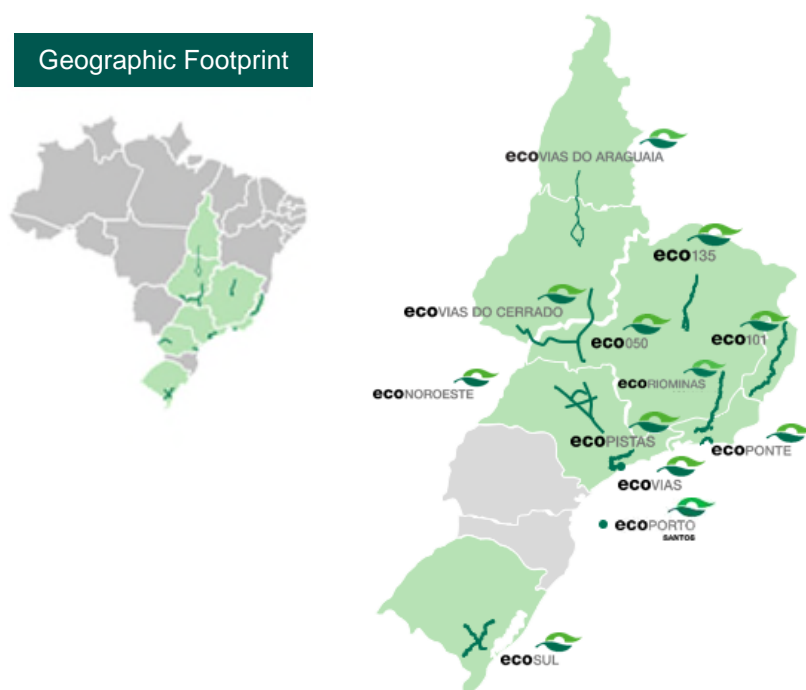 Geographic Footprint
ecoVIAS DO ARAGUAIA
eco135
ecoVIAS DO CERRADO
eco050
eco101
ecoRIOMINAS
ecoNOROESTE
ecoPISTAS
ecoPONTE
ecoVIAS
ecoPORTO
SANTOS
ecoSUL